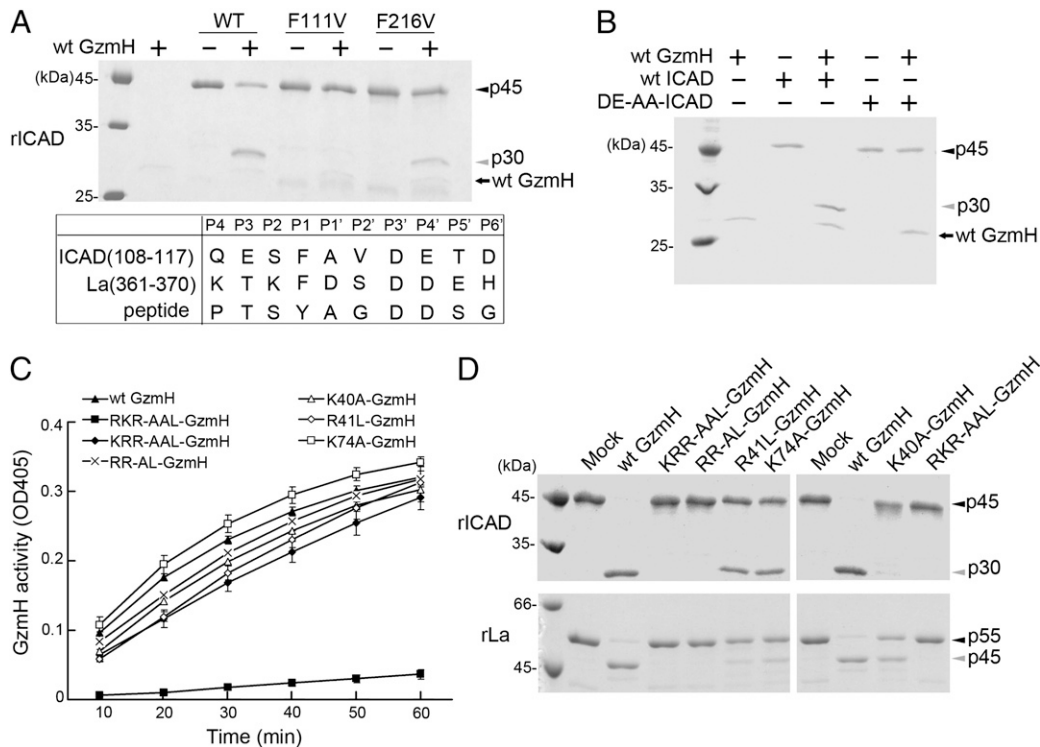 A
WT F111V F216V
wt GzmH + − + − + − +
(kDa)
45-
35-
25-
rICAD
p45
p30
wt GzmH
P4 P3 P2 P1 P1' P2' P3' P4' P5' P6'
ICAD(108-117) Q E S F A V D E T D
La(361-370) K T K F D S D D E H
peptide P T S Y A G D D S G
B
wt GzmH + − + − +
wt ICAD − + + − −
DE-AA-ICAD − − − + +
(kDa) 45-
35-
25-
p45
p30
wt GzmH
C
wt GzmH
RKR-AAL-GzmH
KRR-AAL-GzmH
RR-AL-GzmH
K40A-GzmH
R41L-GzmH
K74A-GzmH
GzmH activity (OD405)
0.4
0.3
0.2
0.1
0
10 20 30 40 50 60
Time (min)
D
Mock wt GzmH KRR-AAL-GzmH RR-AL-GzmH R41L-GzmH K74A-GzmH Mock wt GzmH K40A-GzmH RKR-AAL-GzmH
(kDa)
45-
rICAD
35-
p45
p30
66-
rLa
45-
p55
p45